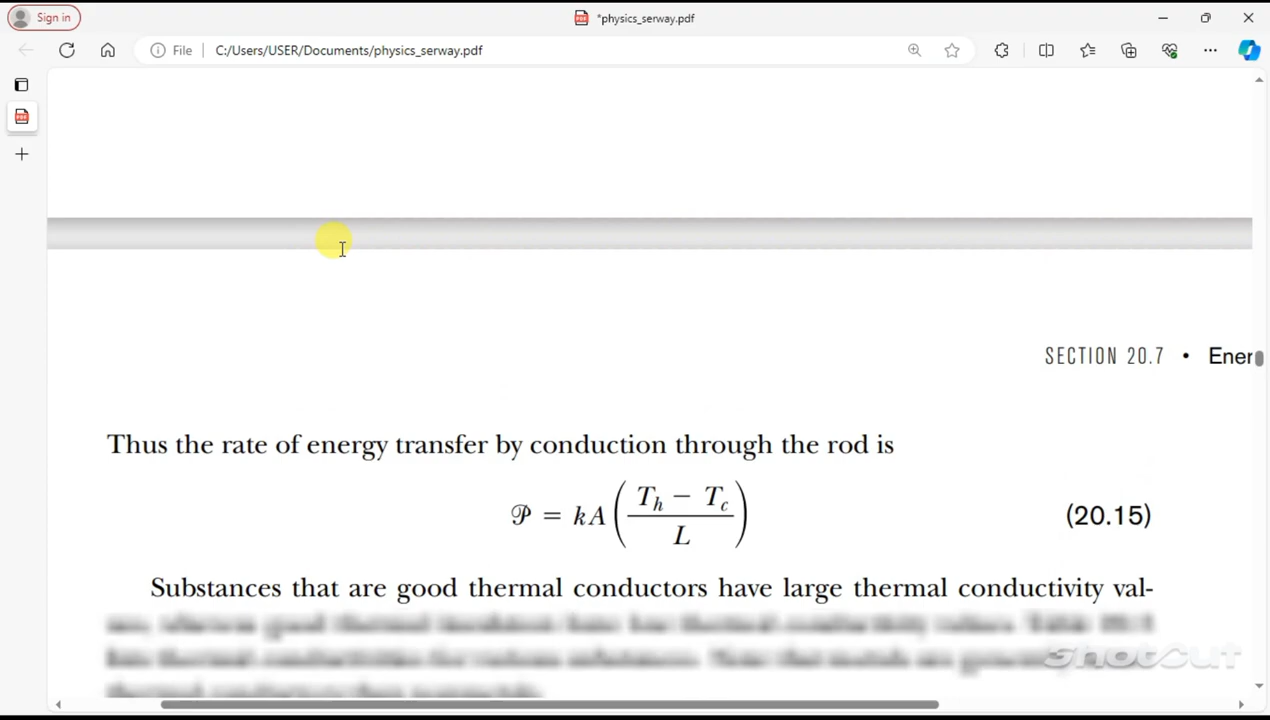 Sign in
*physics_serway.pdf
File
C:/Users/USER/Documents/physics_serway.pdf
SECTION 20.7 • Ener
Thus the rate of energy transfer by conduction through the rod is
𝒫 = kA ( (T_h − T_c) / L ) (20.15)
Substances that are good thermal conductors have large thermal conductivity val-
shotcut